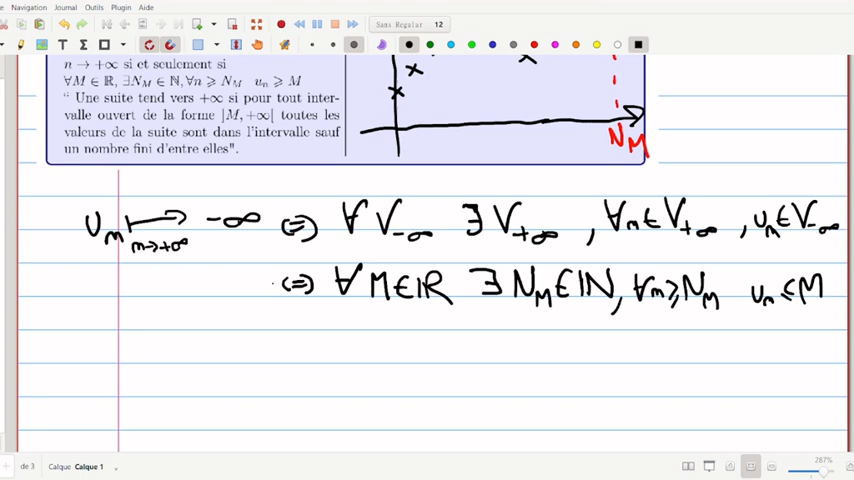 Navigation Journal Outils Plugin Aide
Sans Regular 12
n → +∞ si et seulement si
∀M ∈ ℝ, ∃N_M ∈ ℕ, ∀n ⩾ N_M u_n ⩾ M
“ Une suite tend vers +∞ si pour tout inter-
valle ouvert de la forme ]M, +∞[ toutes les
valeurs de la suite sont dans l'intervalle sauf
un nombre fini d'entre elles".
N_M
u_n ⟼ -∞ ⇔ ∀ V_-∞ ∃ V_+∞ , ∀n ∈ V_+∞ , u_n ∈ V_-∞
n→+∞
⇔ ∀ M ∈ ℝ ∃ N_M ∈ ℕ, ∀n ⩾ N_M u_n ⩽ M
de 3 Calque Calque 1 287%